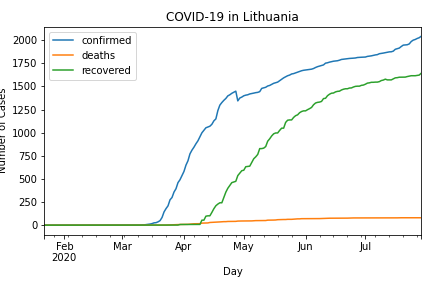 COVID-19 in Lithuania
confirmed
deaths
recovered
2000
1750
1500
1250
1000
750
500
250
0
Number of Cases
Feb Mar Apr May Jun Jul
2020
Day